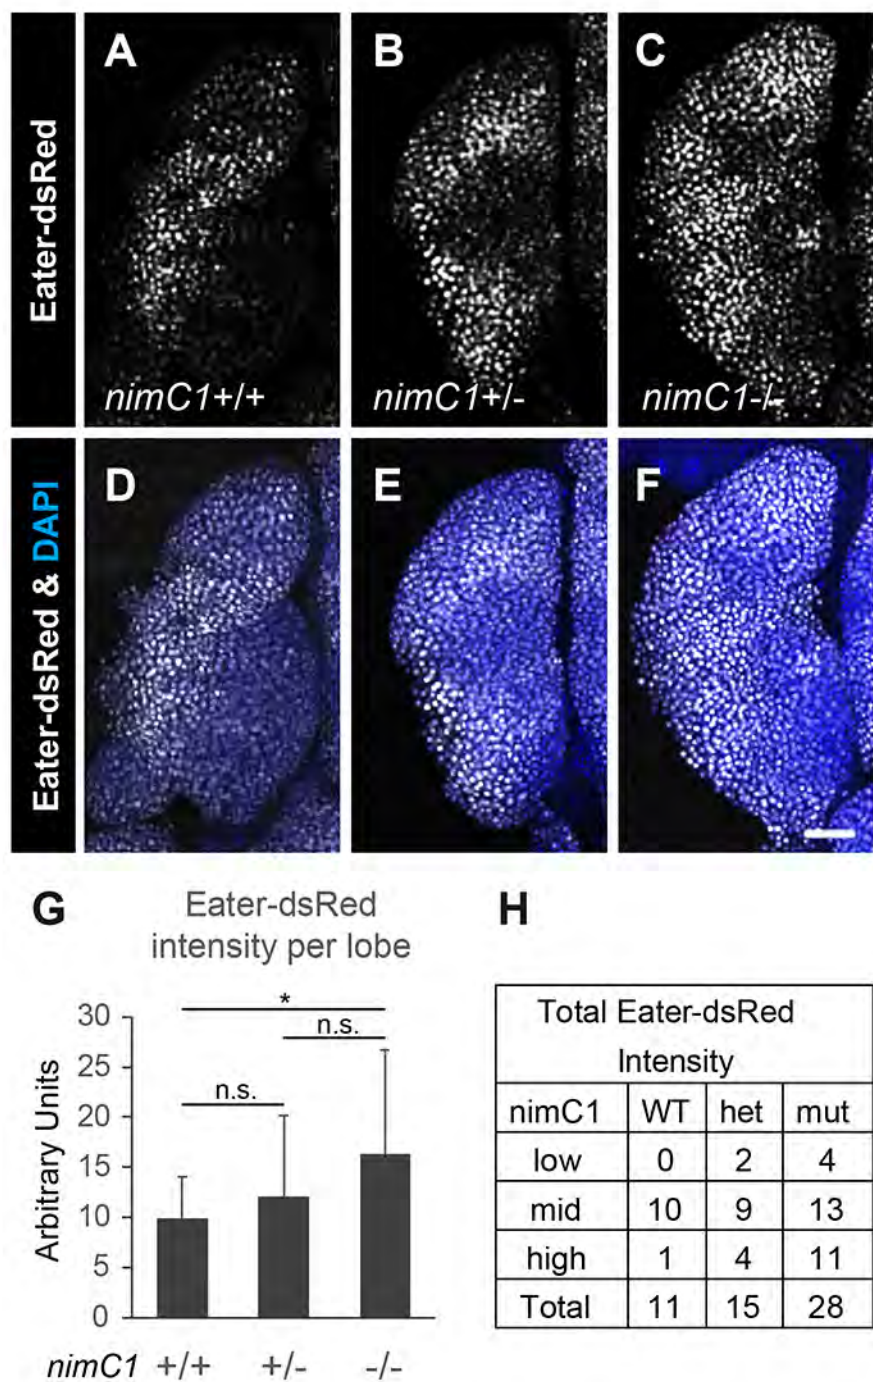 A
B
C
Eater-dsRed
nimC1+/+
nimC1+/-
nimC1-/-
D
E
F
Eater-dsRed & DAPI
G
Eater-dsRed
intensity per lobe
Arbitrary Units
30
25
20
15
10
5
0
*
n.s.
n.s.
nimC1 +/+ +/- -/-
H
Total Eater-dsRed
Intensity
nimC1 WT het mut
low 0 2 4
mid 10 9 13
high 1 4 11
Total 11 15 28